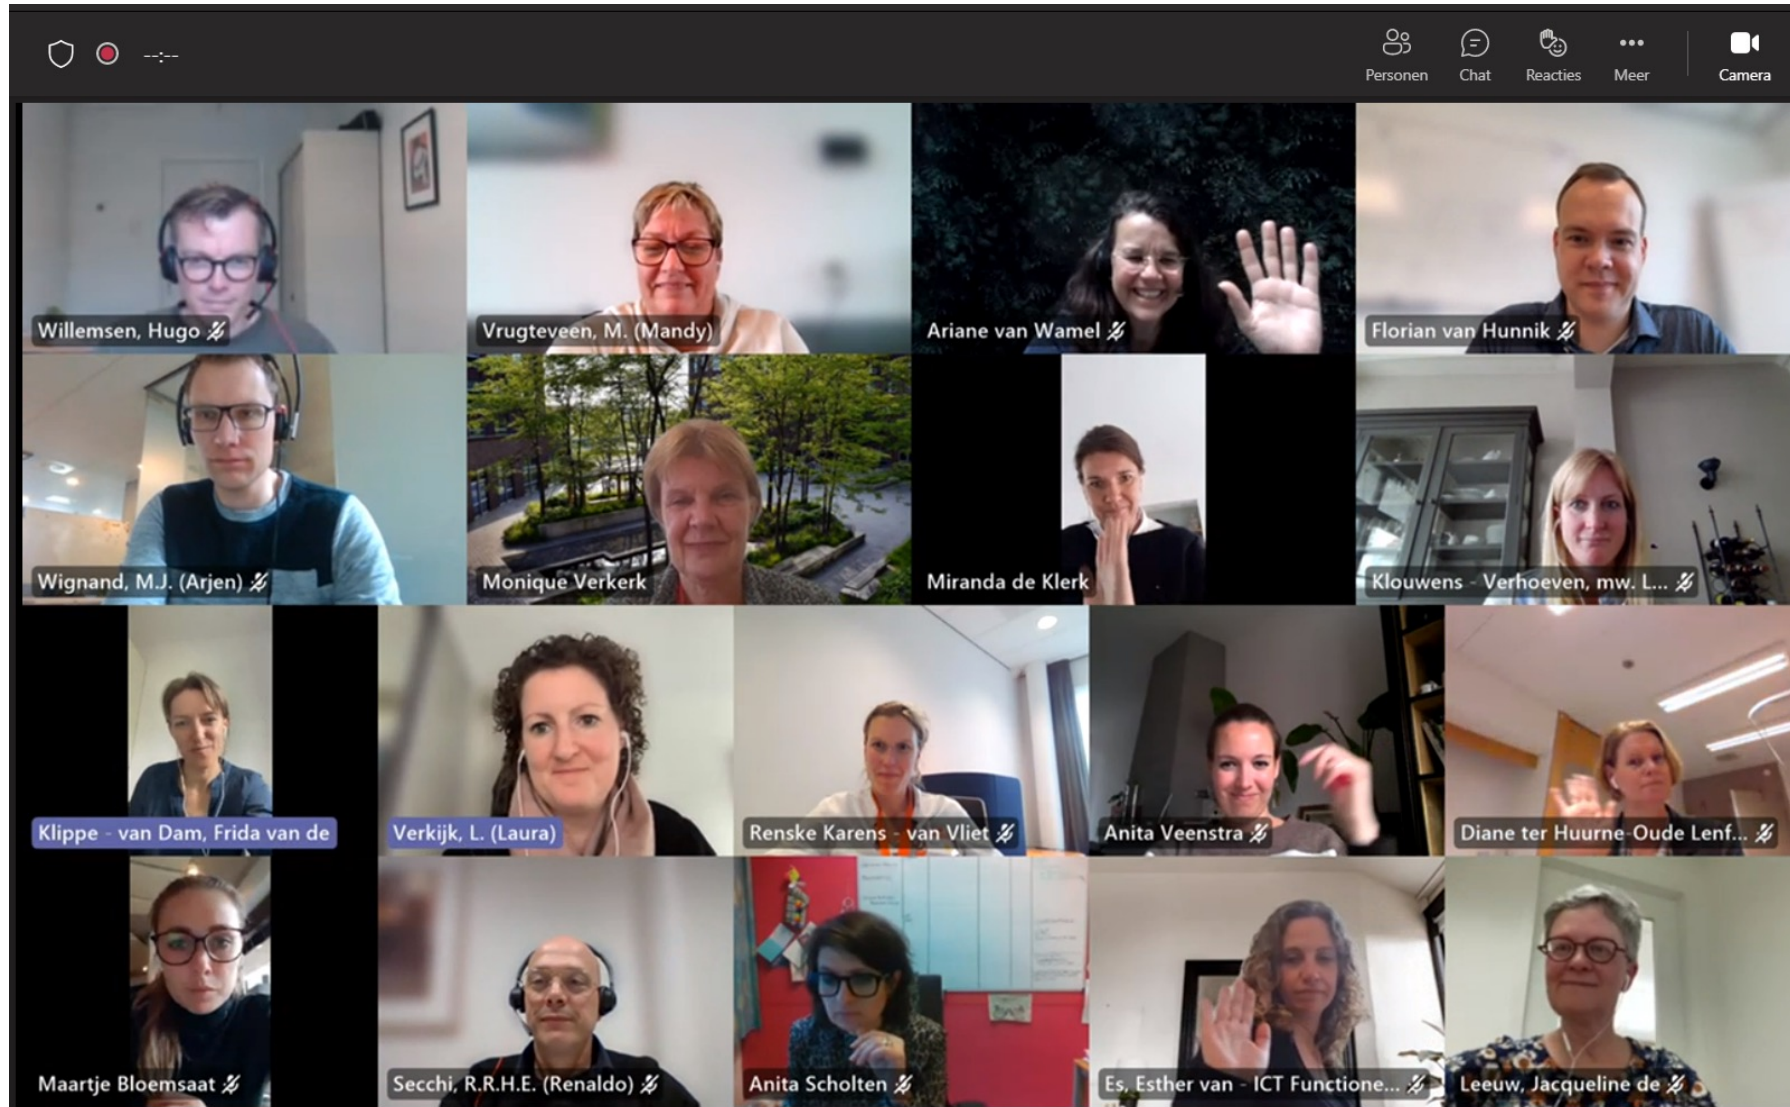 --:--
Personen
Chat
Reacties
Meer
Camera
Willemsen, Hugo
Vrugteveen, M. (Mandy)
Ariane van Wamel
Florian van Hunnik
Wignand, M.J. (Arjen)
Monique Verkerk
Miranda de Klerk
Klouwens - Verhoeven, mw. L...
Klippe - van Dam, Frida van de
Verkijk, L. (Laura)
Renske Karens - van Vliet
Anita Veenstra
Diane ter Huurne-Oude Lenf...
Maartje Bloemsaat
Secchi, R.R.H.E. (Renaldo)
Anita Scholten
Es, Esther van - ICT Functione...
Leeuw, Jacqueline de